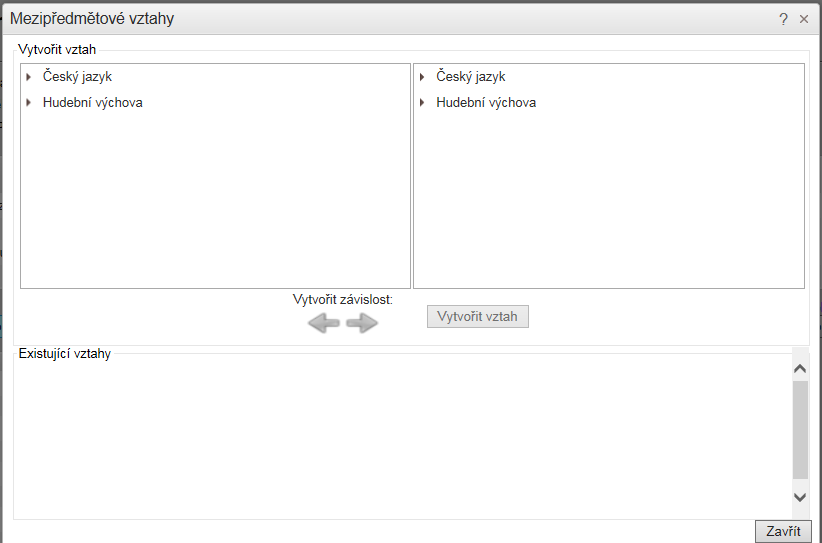 Mezipředmětové vztahy ? ×
Vytvořit vztah
Český jazyk
Hudební výchova
Český jazyk
Hudební výchova
Vytvořit závislost:
Vytvořit vztah
Existující vztahy
Zavřít